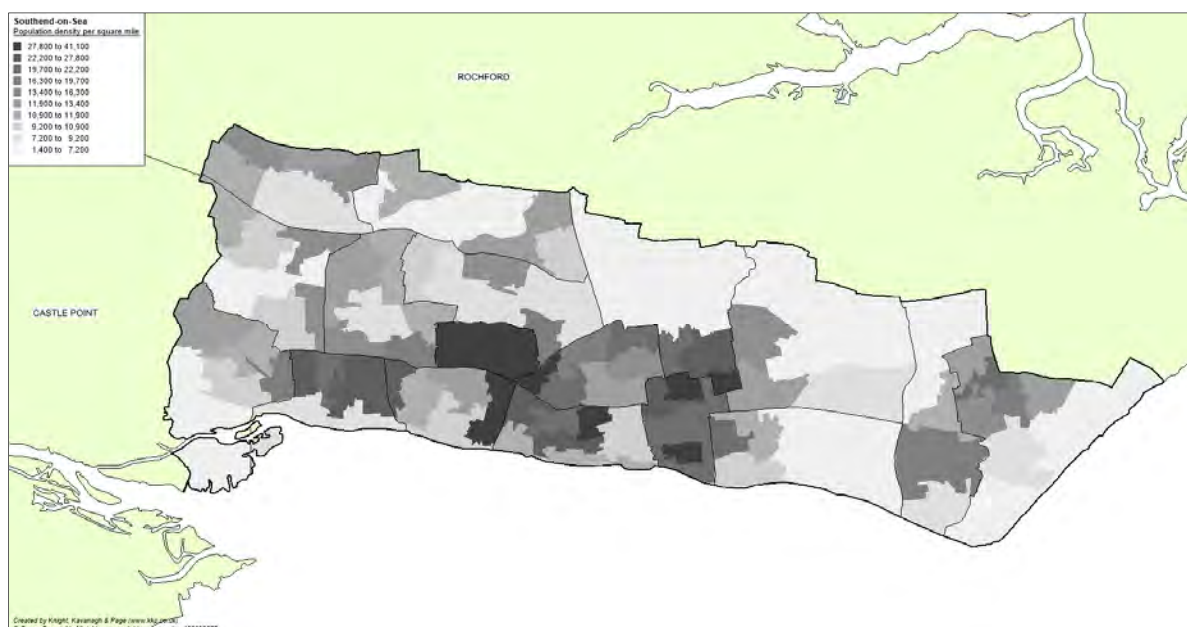 Southend-on-Sea
Population density per square mile
27,800 to 41,100
22,200 to 27,800
19,700 to 22,200
16,300 to 19,700
13,400 to 16,300
11,900 to 13,400
10,900 to 11,900
9,200 to 10,900
7,200 to 9,200
1,400 to 7,200
ROCHFORD
CASTLE POINT
Created by Knight, Kavanagh & Page (www.kkp.co.uk)